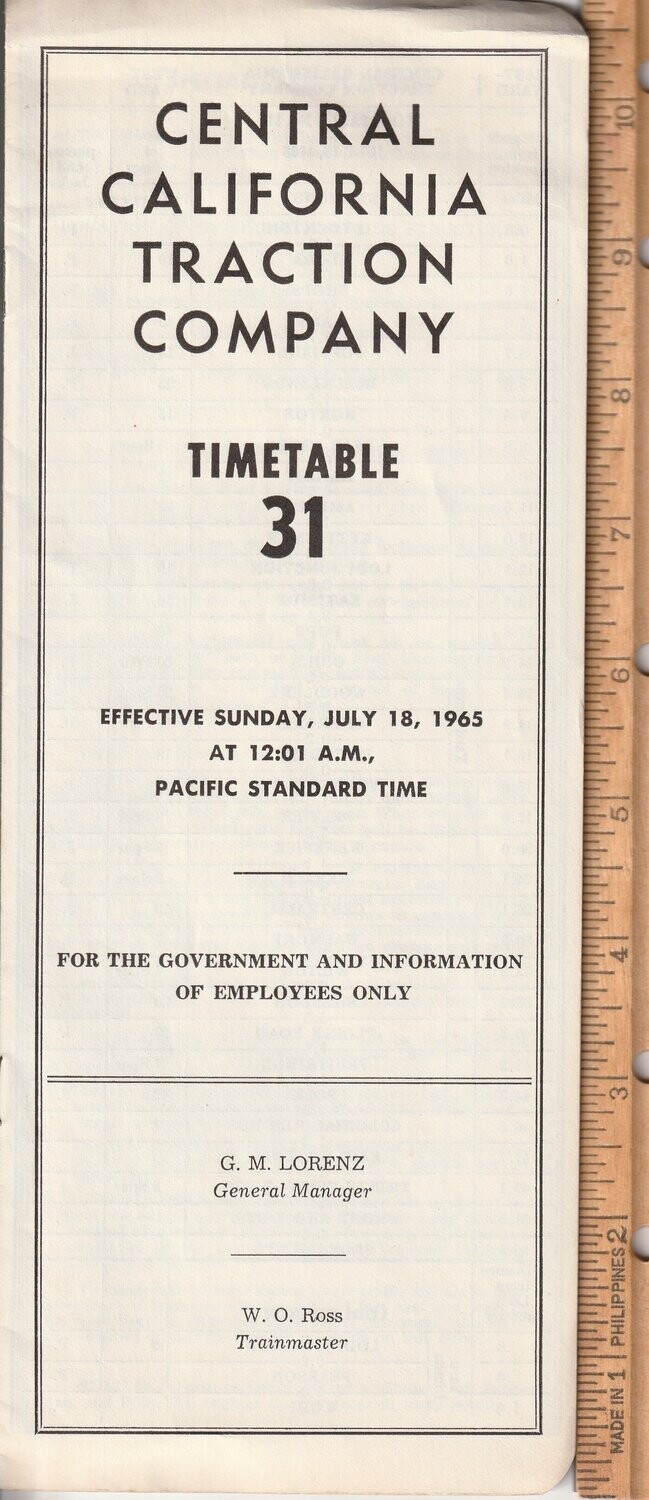 CENTRAL
CALIFORNIA
TRACTION
COMPANY
TIMETABLE
31
EFFECTIVE SUNDAY, JULY 18, 1965
AT 12:01 A.M.,
PACIFIC STANDARD TIME
FOR THE GOVERNMENT AND INFORMATION
OF EMPLOYEES ONLY
G. M. LORENZ
General Manager
W. O. Ross
Trainmaster
10
9
8
7
6
5
4
3
2
1
MADE IN PHILIPPINES